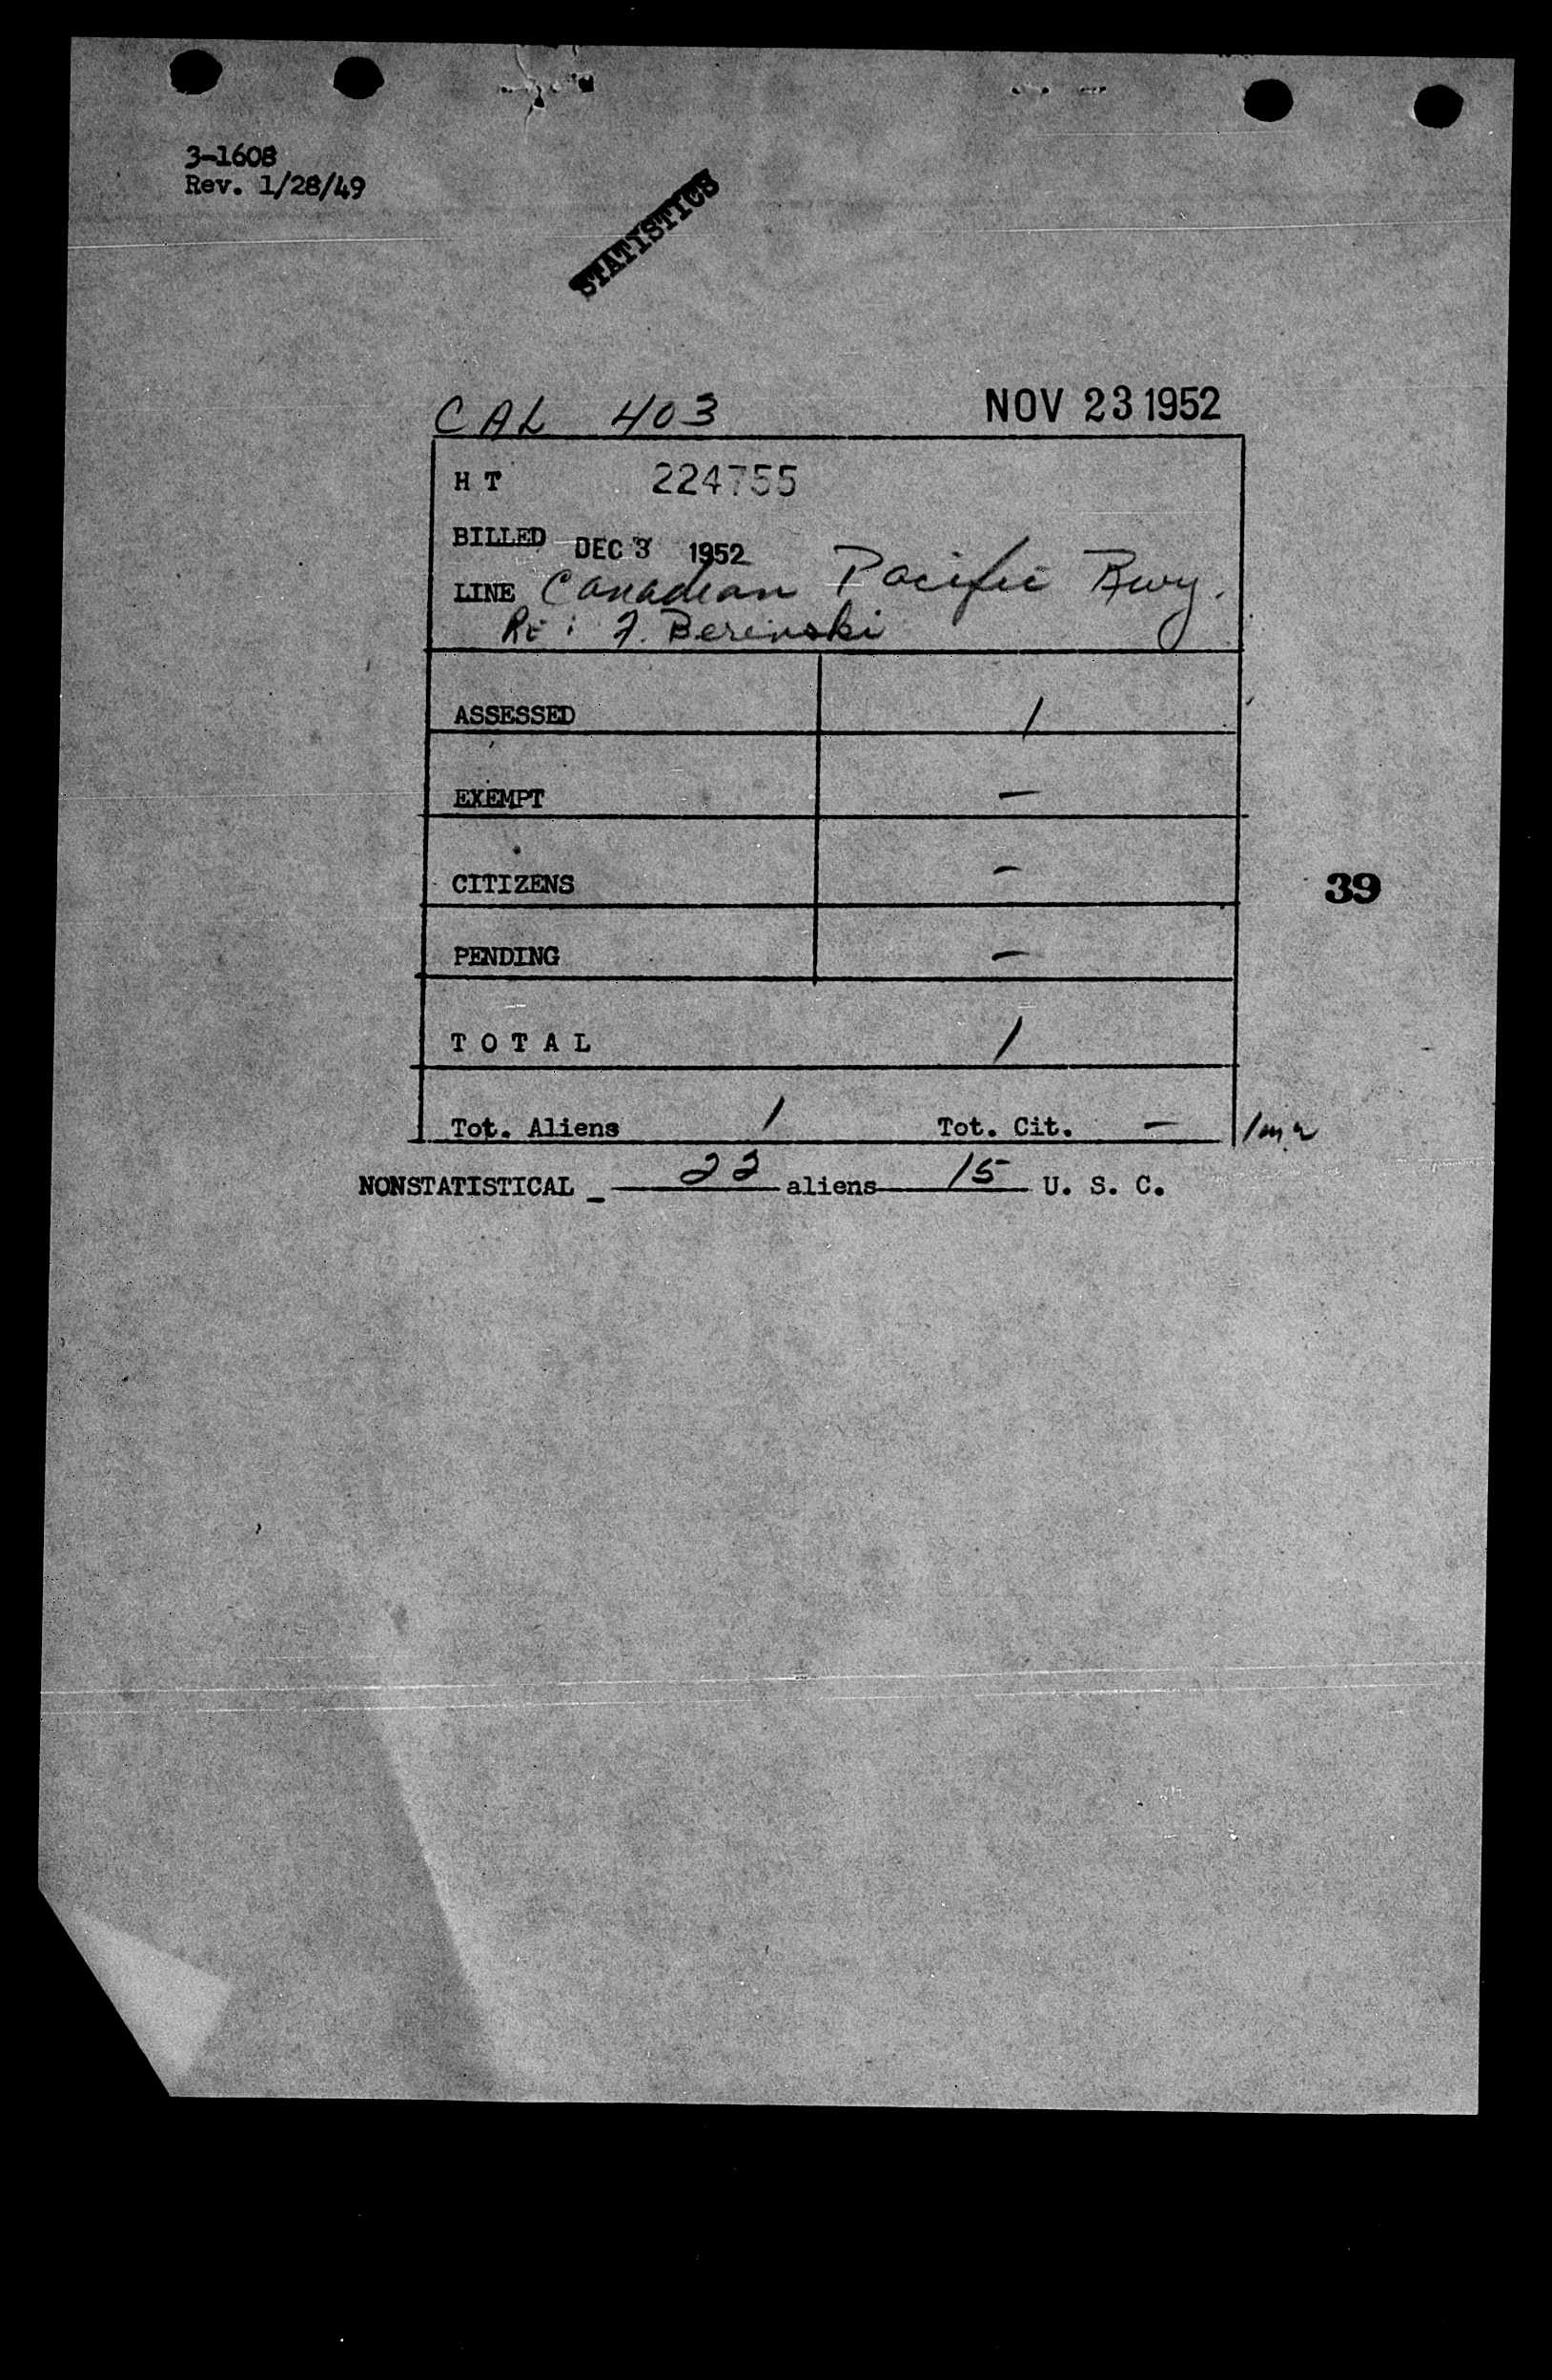 3-1608
Rev. 1/28/49
STATISTICS
CAL 403 NOV 23 1952
H T 224755
BILLED DEC 3 1952
LINE Canadian Pacific Rwy.
RE: F. Berenski
ASSESSED 1
EXEMPT —
CITIZENS —
39
PENDING —
T O T A L 1
Tot. Aliens 1 Tot. Cit. —
NONSTATISTICAL _ 22 aliens 15 U. S. C.